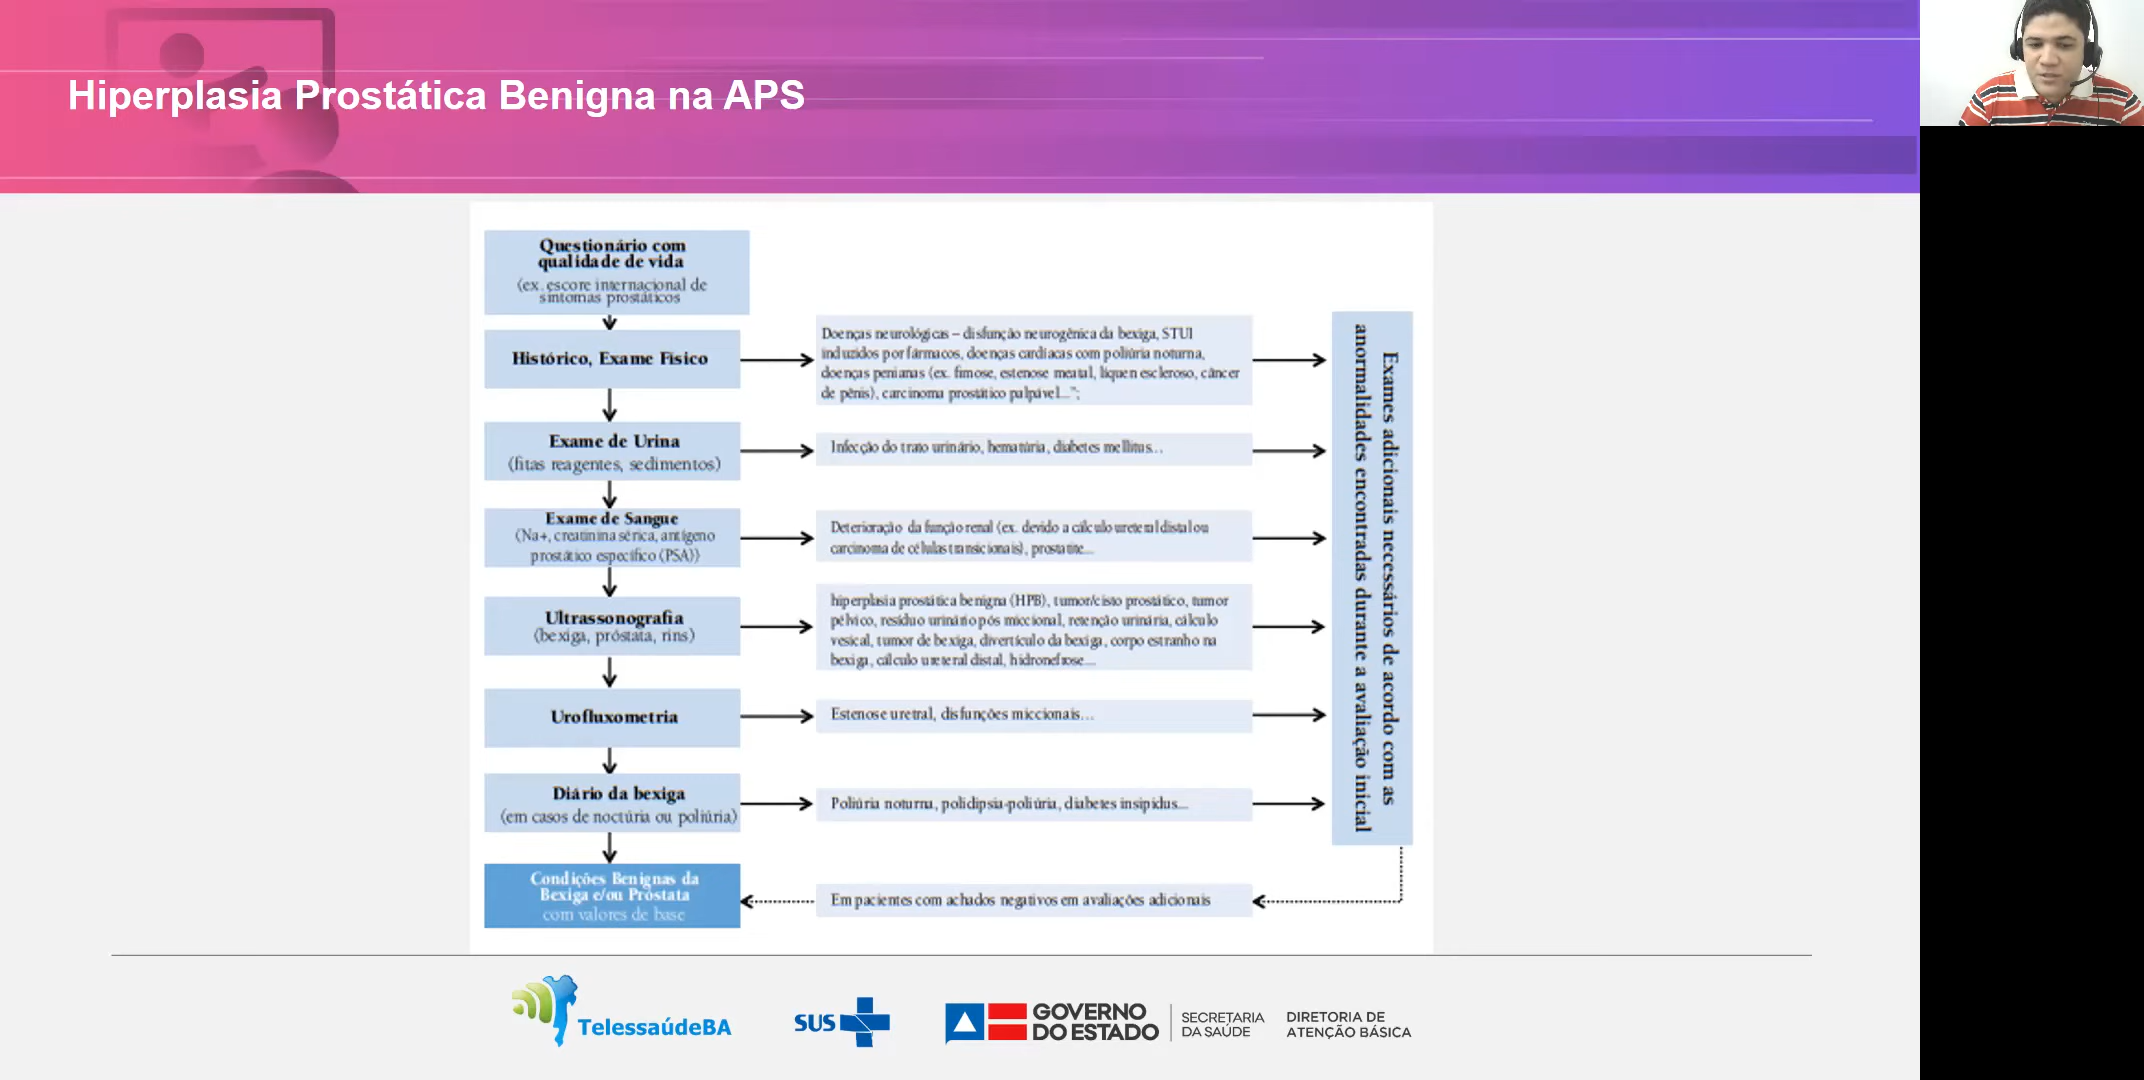 Hiperplasia Prostática Benigna na APS
Questionário com
qualidade de vida
(ex. escore internacional de
sintomas prostáticos
Histórico, Exame Físico
Doenças neurológicas – disfunção neurogênica da bexiga, STUI
induzidos por fármacos, doenças cardíacas com poliúria noturna,
doenças penianas (ex. fimose, estenose meatal, líquen escleroso, câncer
de pênis), carcinoma prostático palpável...";
Exame de Urina
(fitas reagentes, sedimentos)
Infecção do trato urinário, hematúria, diabetes mellitus...
Exame de Sangue
(Na+, creatinina sérica, antígeno
prostático específico (PSA))
Deterioração da função renal (ex. devido a cálculo ureteral distal ou
carcinoma de células transicionais), prostatite...
Ultrassonografia
(bexiga, próstata, rins)
hiperplasia prostática benigna (HPB), tumor/cisto prostático, tumor
pélvico, resíduo urinário pós miccional, retenção urinária, cálculo
vesical, tumor de bexiga, divertículo da bexiga, corpo estranho na
bexiga, cálculo ureteral distal, hidronefrose...
Urofluxometria
Estenose uretral, disfunções miccionais...
Diário da bexiga
(em casos de noctúria ou poliúria)
Poliúria noturna, polidipsia-poliúria, diabetes insipidus...
Condições Benignas da
Bexiga e/ou Próstata
com valores de base
Em pacientes com achados negativos em avaliações adicionais
Exames adicionais necessários de acordo com as
anormalidades encontradas durante a avaliação inicial
TelessaúdeBA
SUS
GOVERNO
DO ESTADO
SECRETARIA
DA SAÚDE
DIRETORIA DE
ATENÇÃO BÁSICA